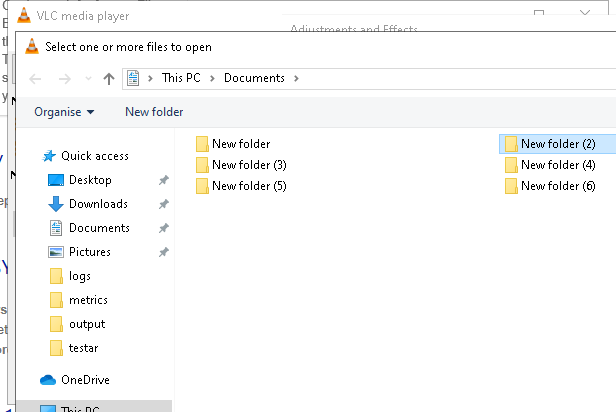 VLC media player
Adjustments and Effects
Select one or more files to open
This PC > Documents >
Organise New folder
Quick access
Desktop
Downloads
Documents
Pictures
logs
metrics
output
testar
OneDrive
This PC
New folder New folder (2)
New folder (3) New folder (4)
New folder (5) New folder (6)